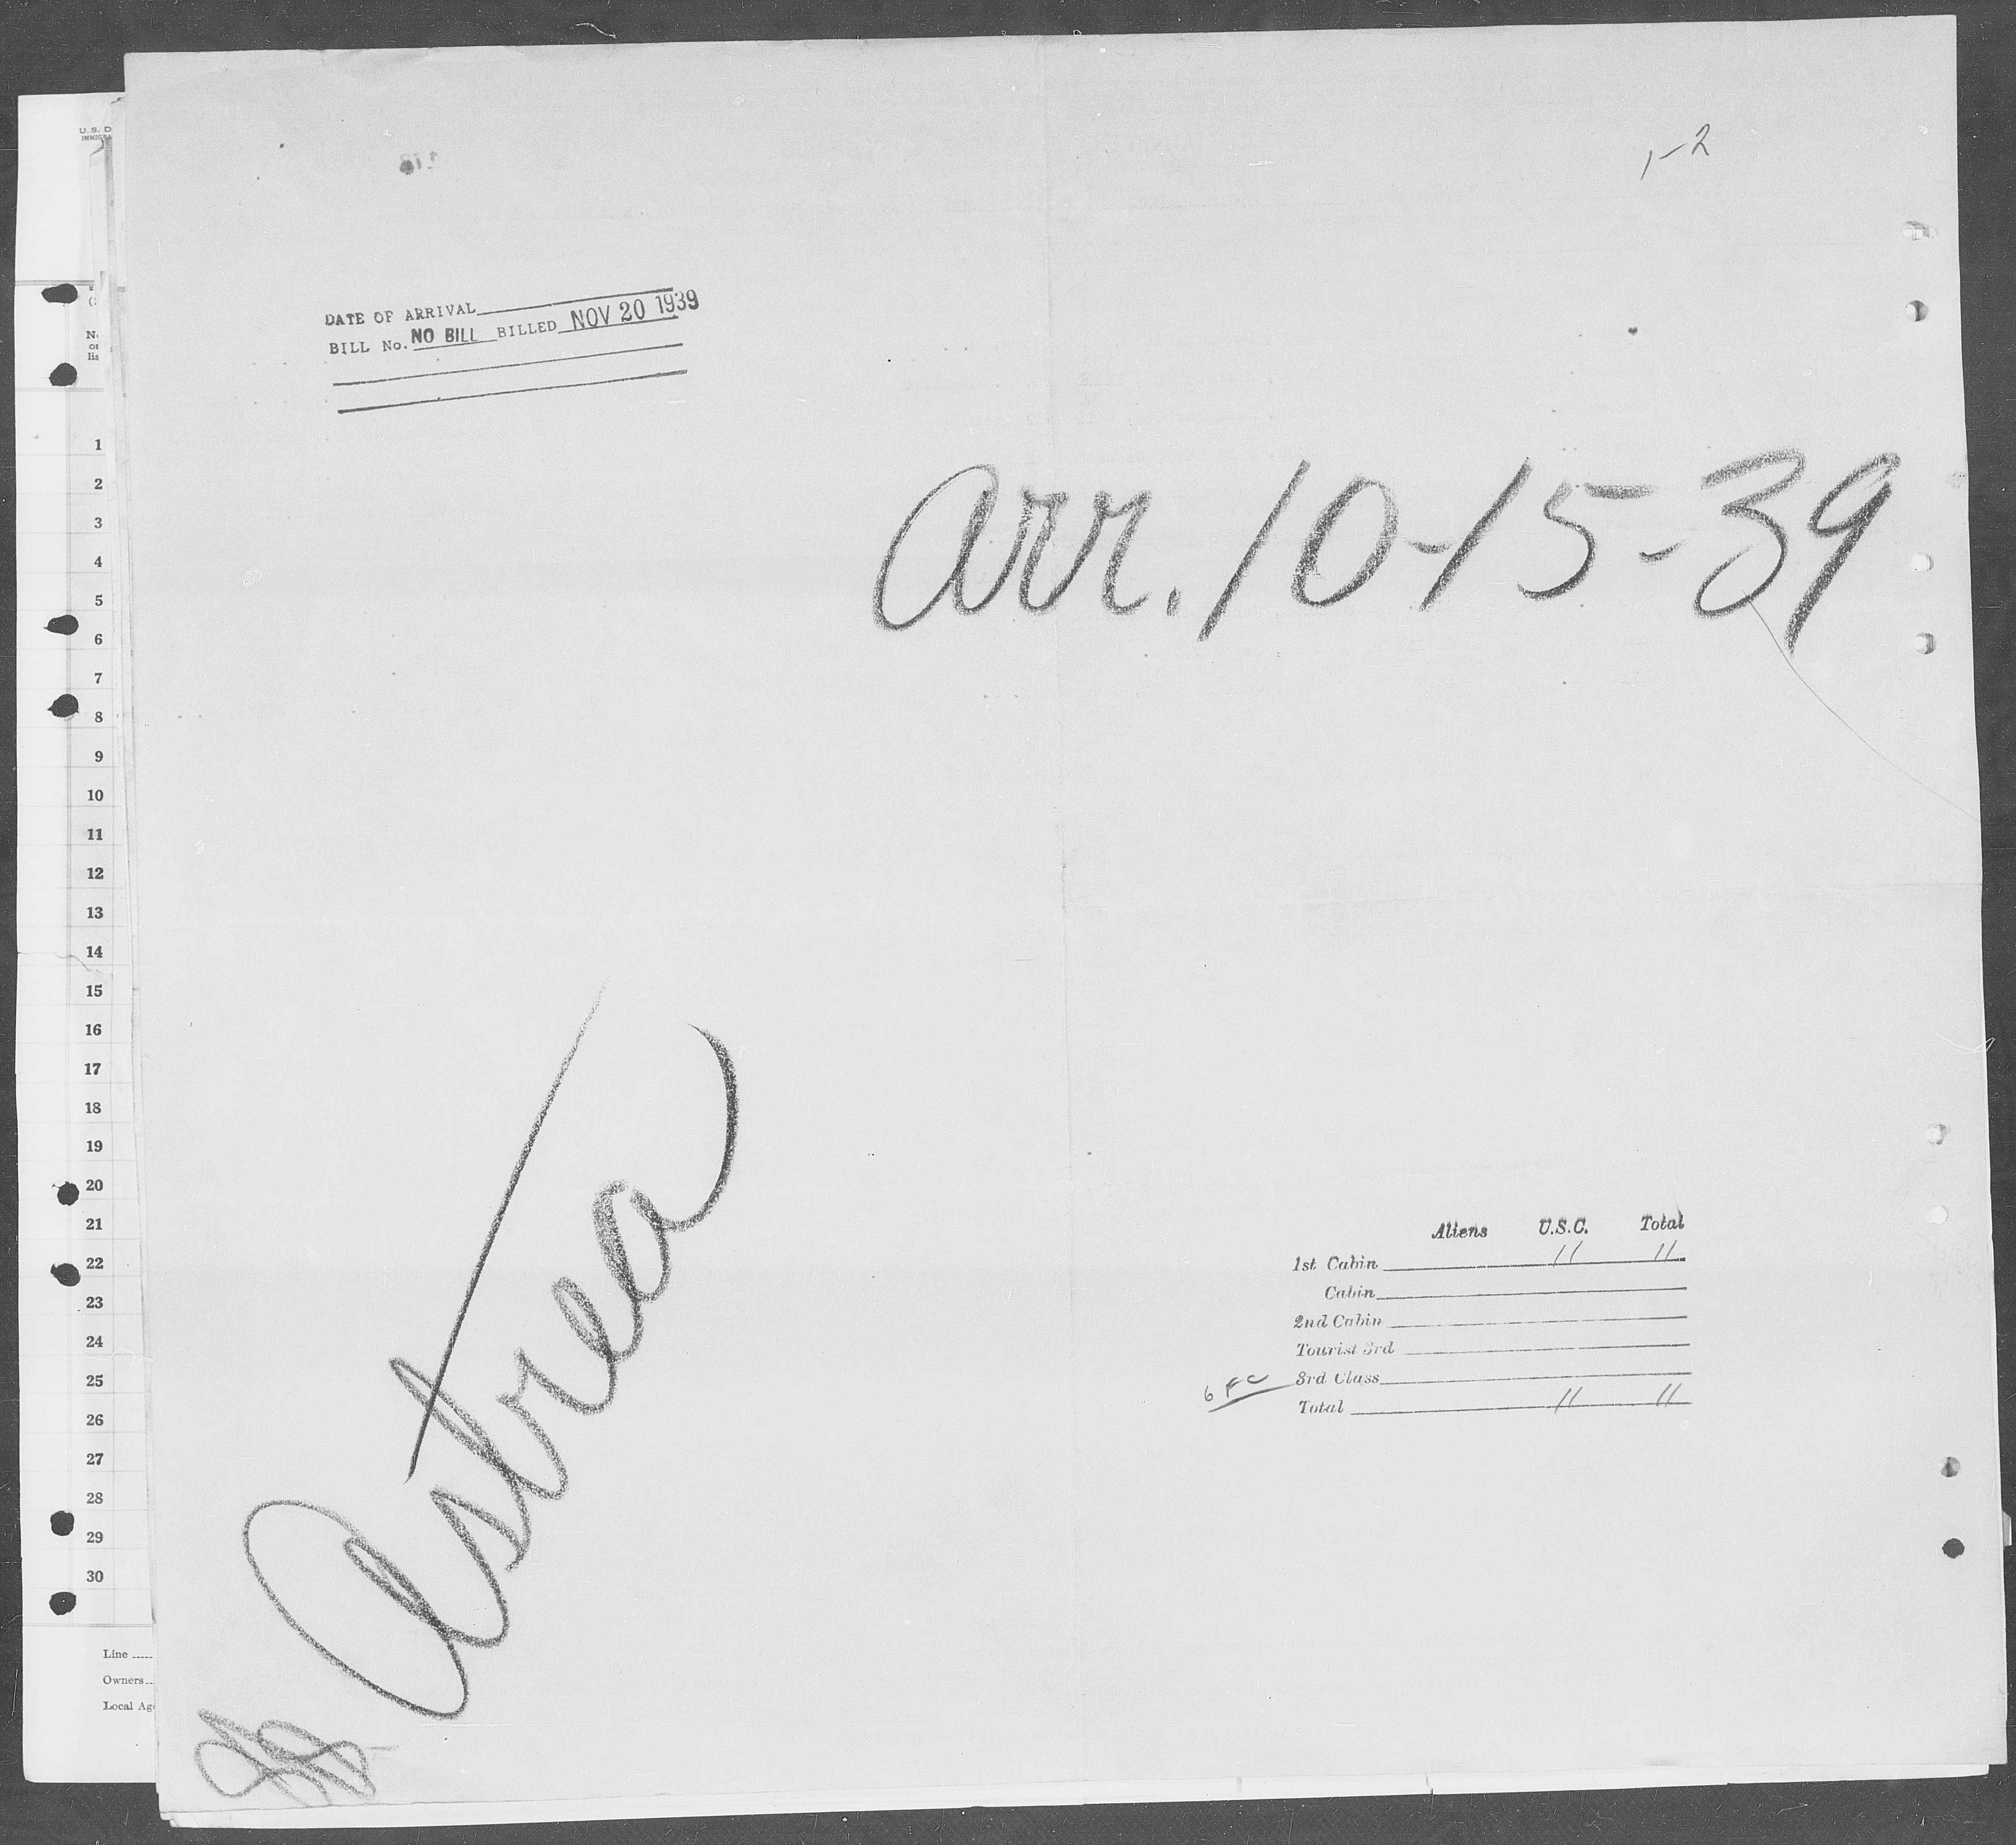 U. S. D
1-2
DATE OF ARRIVAL
BILL No. NO BILL BILLED NOV 20 1939
arr. 10-15-39
SS Astrea
Aliens U.S.C. Total
1st Cabin 11 11
Cabin
2nd Cabin
Tourist 3rd
6 FC 3rd Class
Total 11 11
1
2
3
4
5
6
7
8
9
10
11
12
13
14
15
16
17
18
19
20
21
22
23
24
25
26
27
28
29
30
Line
Owners
Local Ag